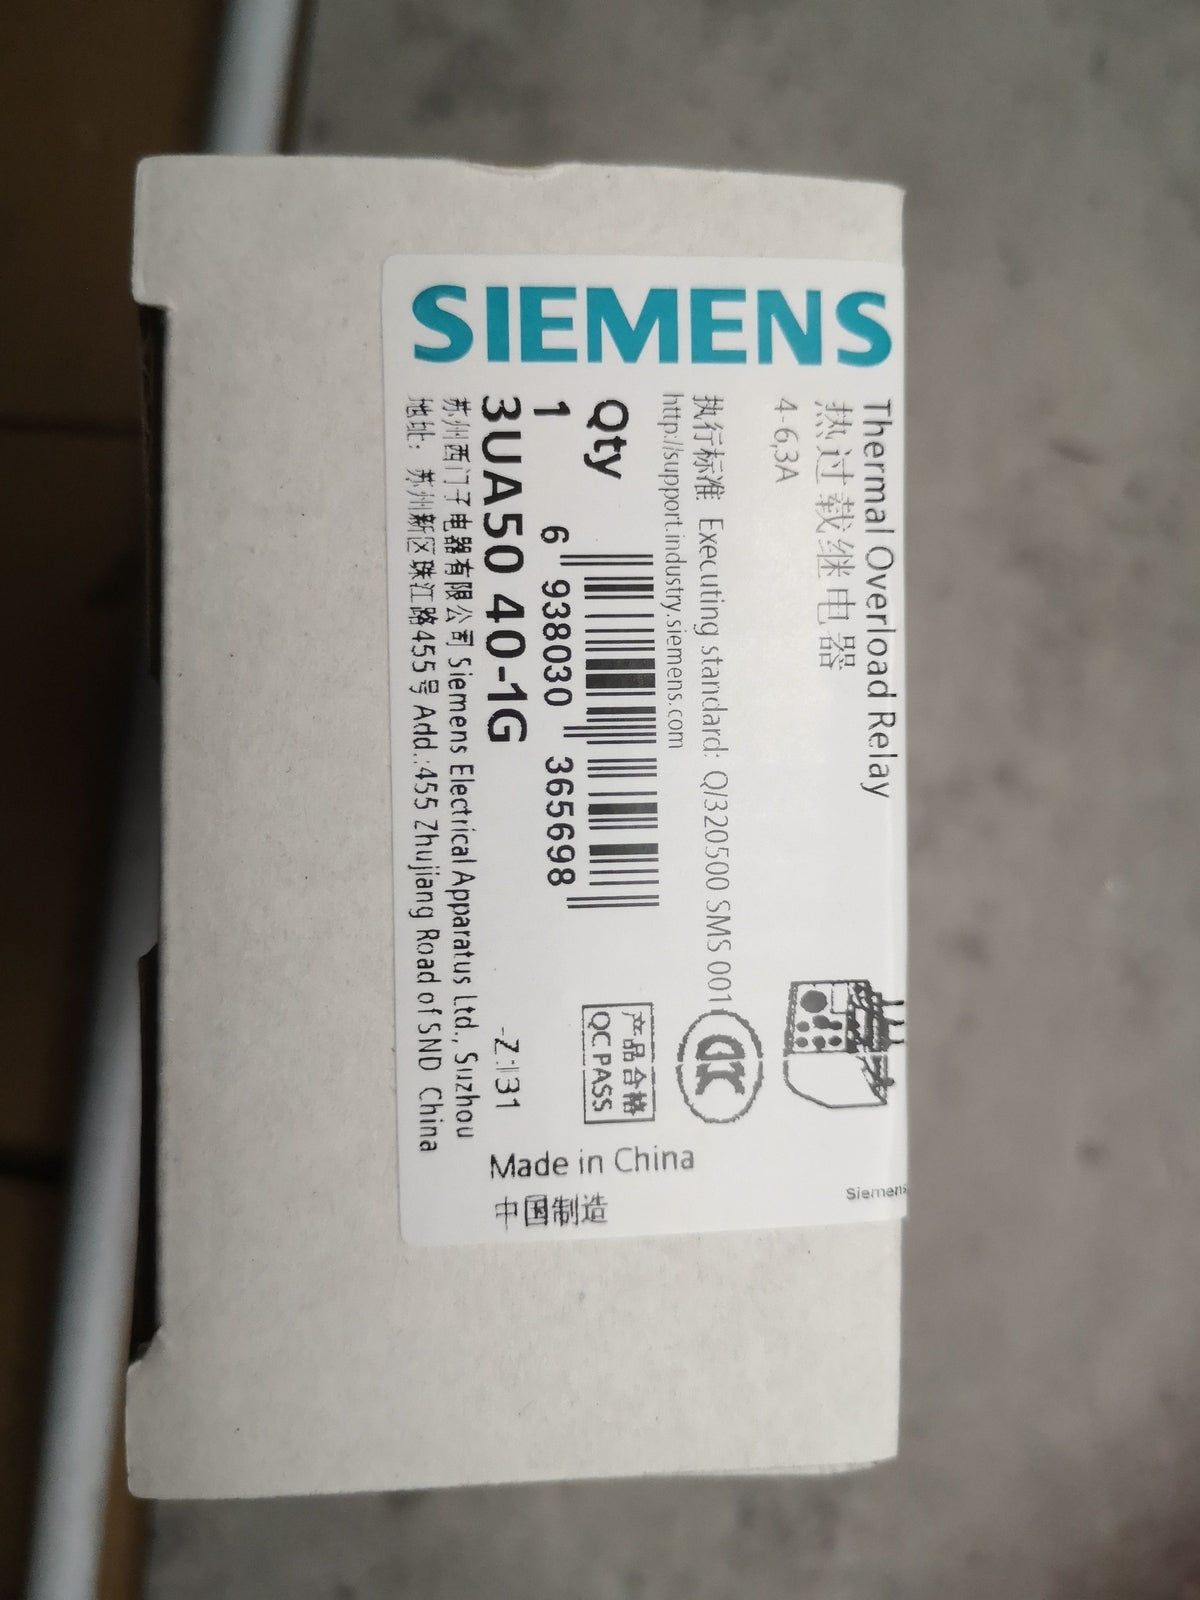 SIEMENS
Thermal Overload Relay
热过载继电器
4-6,3A
执行标准 Executing standard: Q/320500 SMS 001
http://support.industry.siemens.com
Qty
1
6 938030 365698
产品合格
QC PASS
3UA50 40-1G
苏州西门子电器有限公司 Siemens Electrical Apparatus Ltd., Suzhou
地址: 苏州新区珠江路455号 Add.:455 Zhujiang Road of SND China
Made in China
中国制造
Siemens